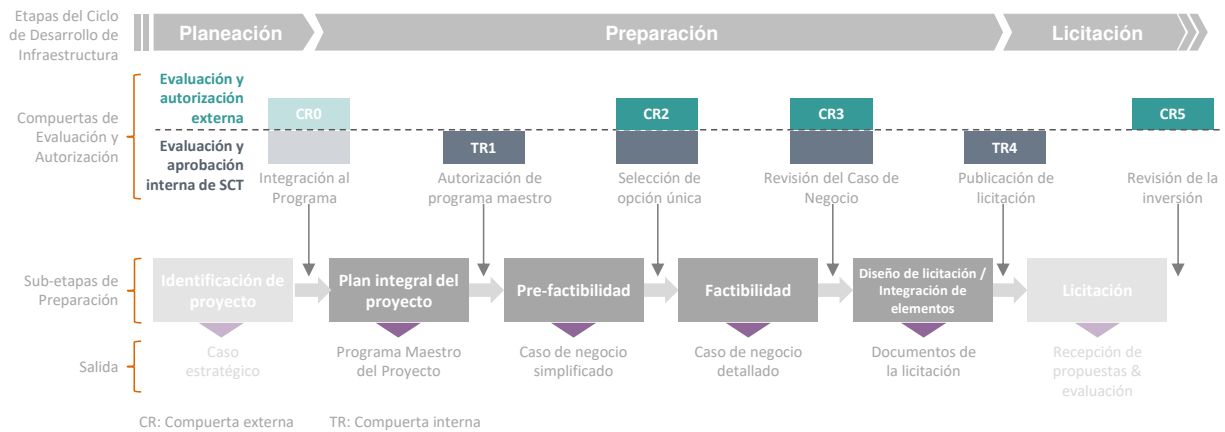 Etapas del Ciclo
de Desarrollo de
Infraestructura
Planeación
Preparación
Licitación
Compuertas de
Evaluación y
Autorización
Evaluación y
autorización
externa
Evaluación y
aprobación
interna de SCT
CR0
CR2
CR3
CR5
TR1
TR4
Integración al
Programa
Autorización de
programa maestro
Selección de
opción única
Revisión del Caso de
Negocio
Publicación de
licitación
Revisión de la
inversión
Sub-etapas de
Preparación
Identificación de
proyecto
Plan integral del
proyecto
Pre-factibilidad
Factibilidad
Diseño de licitación /
Integración de
elementos
Licitación
Salida
Caso
estratégico
Programa Maestro
del Proyecto
Caso de negocio
simplificado
Caso de negocio
detallado
Documentos de
la licitación
Recepción de
propuestas &
evaluación
CR: Compuerta externa
TR: Compuerta interna